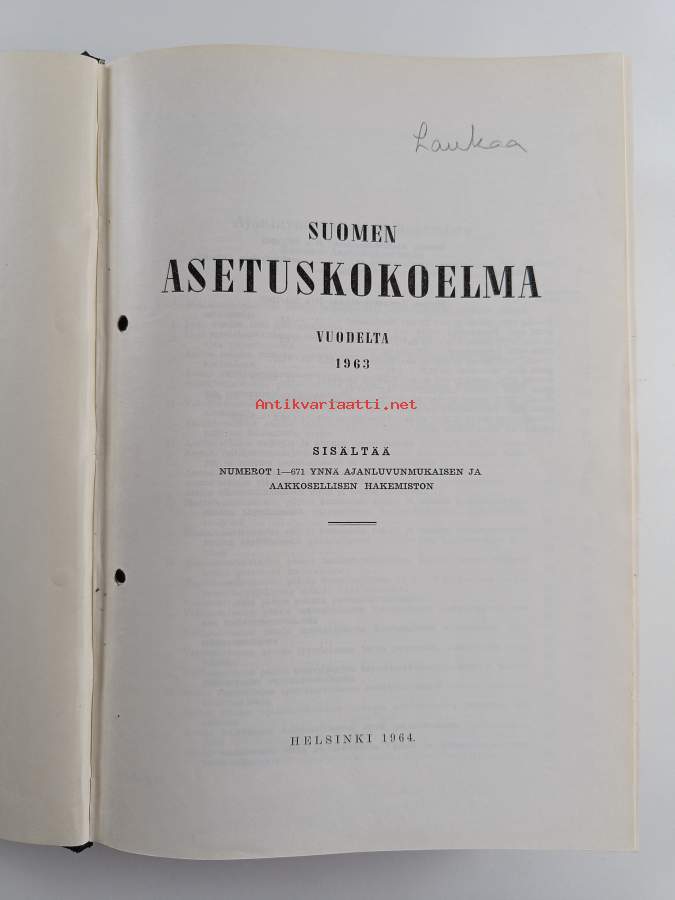 Laukaa
SUOMEN
ASETUSKOKOELMA
VUODELTA
1963
Antikvariaatti.net
SISÄLTÄÄ
NUMEROT 1—671 YNNÄ AJANLUVUNMUKAISEN JA
AAKKOSELLISEN HAKEMISTON
HELSINKI 1964.